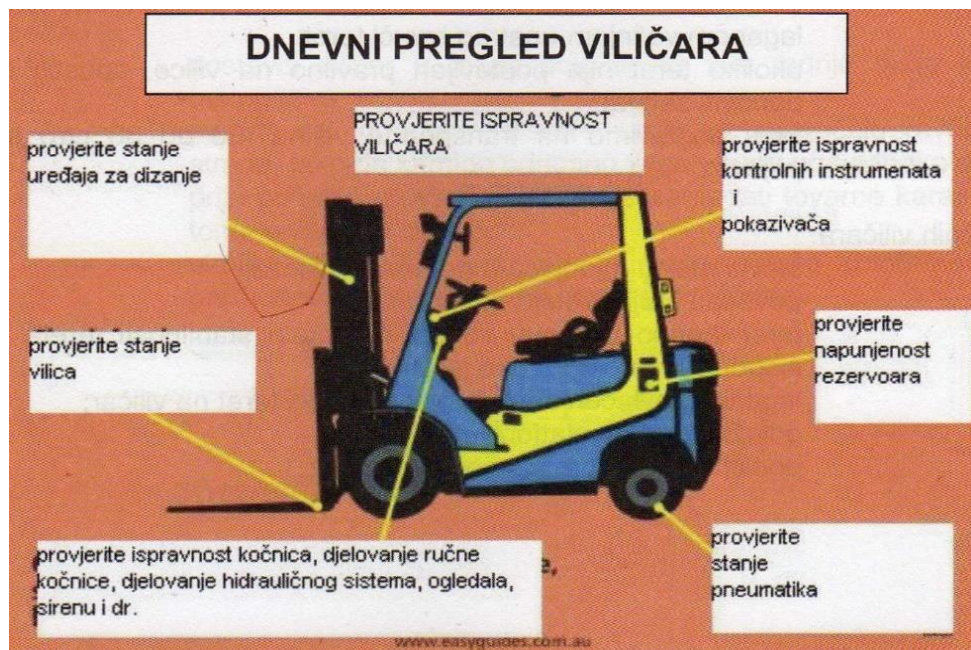 DNEVNI PREGLED VILIČARA
PROVJERITE ISPRAVNOST
VILIČARA
provjerite stanje
uređaja za dizanje
provjerite ispravnost
kontrolnih instrumenata
i
pokazivača
provjerite stanje
vilica
provjerite
napunjenost
rezervoara
provjerite ispravnost kočnica, djelovanje ručne
kočnice, djelovanje hidrauličnog sistema, ogledala,
sirenu i dr.
provjerite
stanje
pneumatika
www.easyguides.com.au